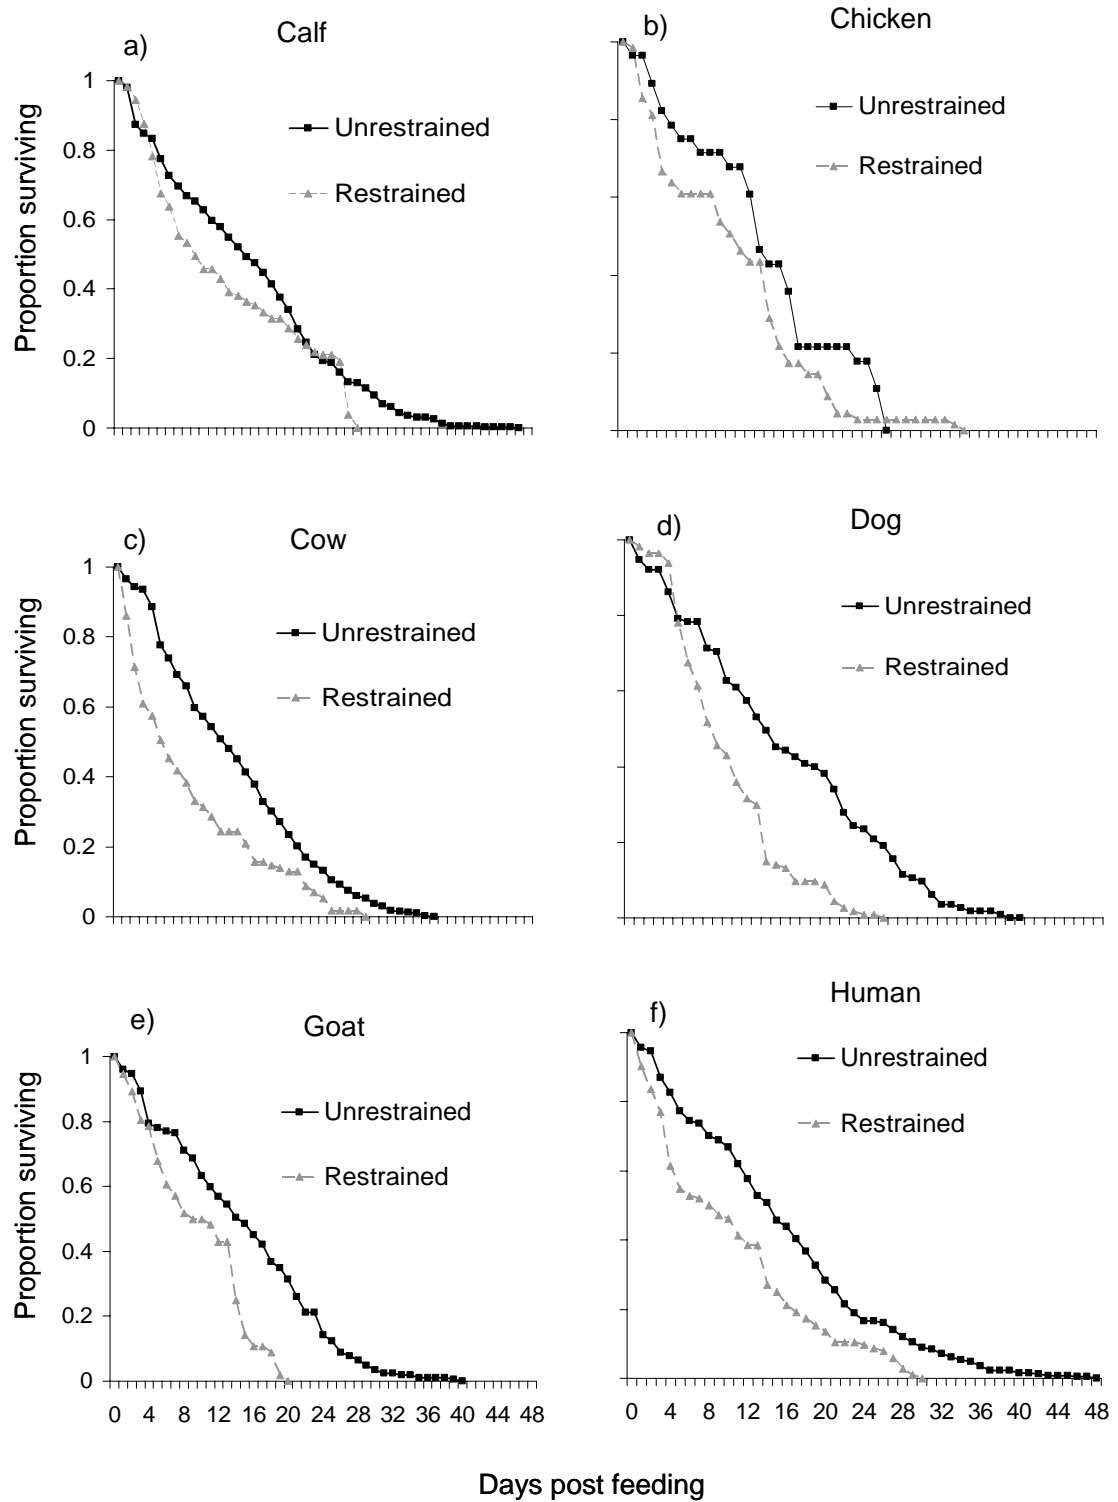 a)
Calf
b)
Chicken
Proportion surviving
1
0.8
0.6
0.4
0.2
0
Unrestrained
Restrained
Unrestrained
Restrained
c)
Cow
d)
Dog
Proportion surviving
1
0.8
0.6
0.4
0.2
0
Unrestrained
Restrained
Unrestrained
Restrained
e)
Goat
f)
Human
Proportion surviving
1
0.8
0.6
0.4
0.2
0
Unrestrained
Restrained
Unrestrained
Restrained
0 4 8 12 16 20 24 28 32 36 40 44 48
0 4 8 12 16 20 24 28 32 36 40 44 48
Days post feeding